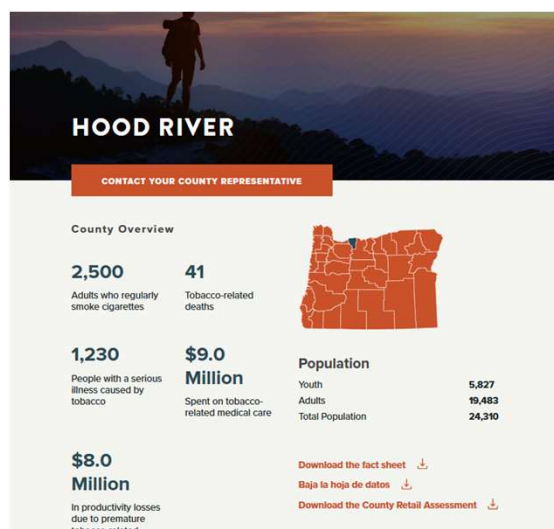 HOOD RIVER
CONTACT YOUR COUNTY REPRESENTATIVE
County Overview
2,500
Adults who regularly
smoke cigarettes
41
Tobacco-related
deaths
1,230
People with a serious
illness caused by
tobacco
$9.0
Million
Spent on tobacco-
related medical care
$8.0
Million
In productivity losses
due to premature
Population
Youth 5,827
Adults 19,483
Total Population 24,310
Download the fact sheet
Baja la hoja de datos
Download the County Retail Assessment